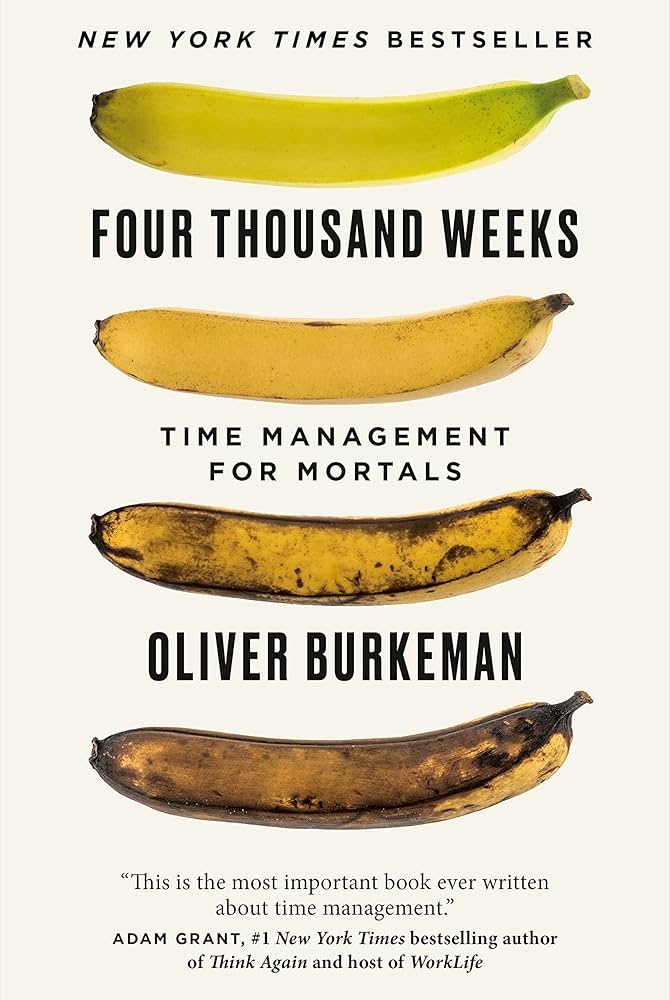 NEW YORK TIMES BESTSELLER
FOUR THOUSAND WEEKS
TIME MANAGEMENT
FOR MORTALS
OLIVER BURKEMAN
“This is the most important book ever written
about time management.”
ADAM GRANT, #1 New York Times bestselling author
of Think Again and host of WorkLife